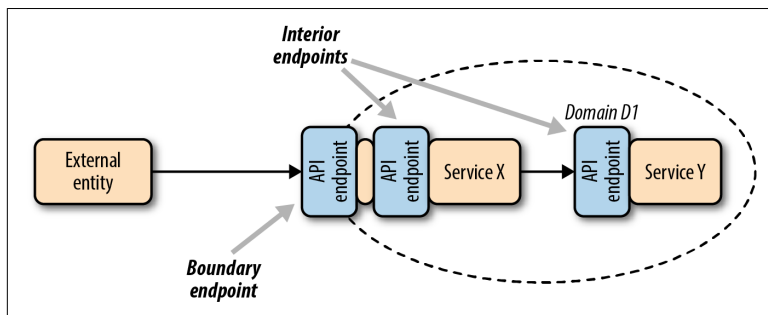 Interior
endpoints
Domain D1
External
entity
API
endpoint
API
endpoint
Service X
API
endpoint
Service Y
Boundary
endpoint